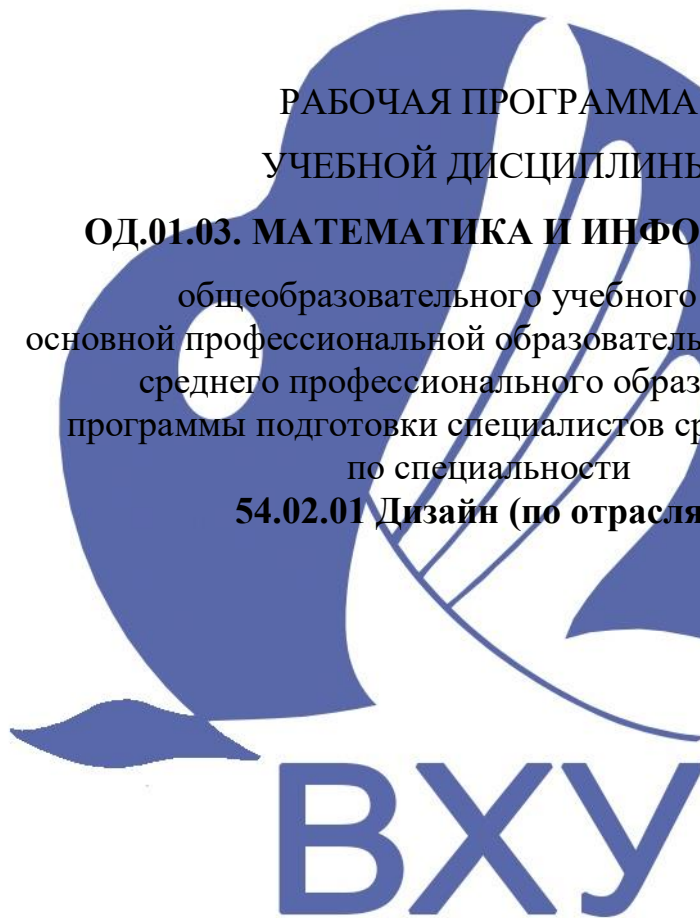 РАБОЧАЯ ПРОГРАММА
УЧЕБНОЙ ДИСЦИПЛИНЫ
ОД.01.03. МАТЕМАТИКА И ИНФО
общеобразовательного учебного
основной профессиональной образователь
среднего профессионального образ
программы подготовки специалистов ср
по специальности
54.02.01 Дизайн (по отрасля
ВХУ